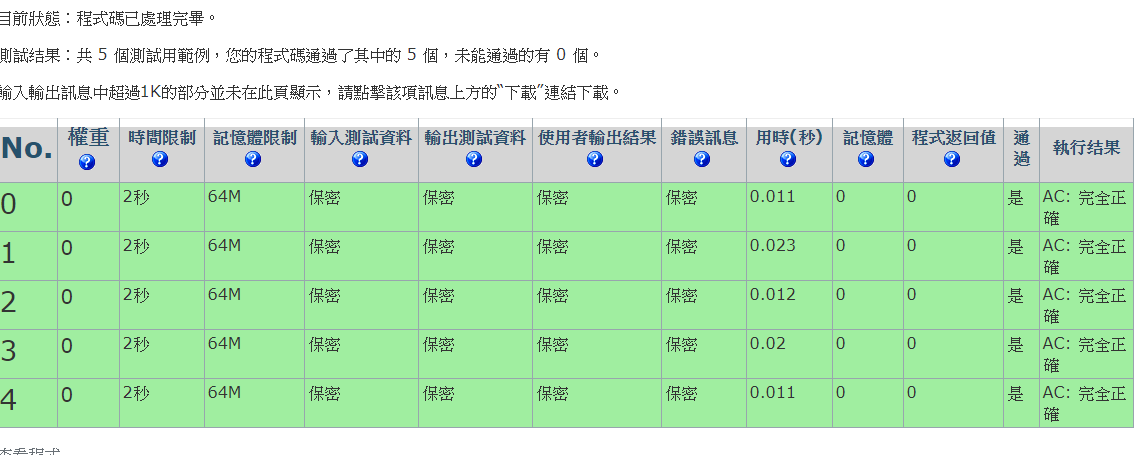 目前狀態：程式碼已處理完畢。
測試结果：共 5 個測試用範例，您的程式碼通過了其中的 5 個，未能通過的有 0 個。
輸入輸出訊息中超過1K的部分並未在此頁顯示，請點擊該項訊息上方的“下載”連結下載。
No. 權重 時間限制 記憶體限制 輸入測試資料 輸出測試資料 使用者輸出結果 錯誤訊息 用時(秒) 記憶體 程式返回值 通過 執行结果
0 0 2秒 64M 保密 保密 保密 保密 0.011 0 0 是 AC: 完全正確
1 0 2秒 64M 保密 保密 保密 保密 0.023 0 0 是 AC: 完全正確
2 0 2秒 64M 保密 保密 保密 保密 0.012 0 0 是 AC: 完全正確
3 0 2秒 64M 保密 保密 保密 保密 0.02 0 0 是 AC: 完全正確
4 0 2秒 64M 保密 保密 保密 保密 0.011 0 0 是 AC: 完全正確
查看程式